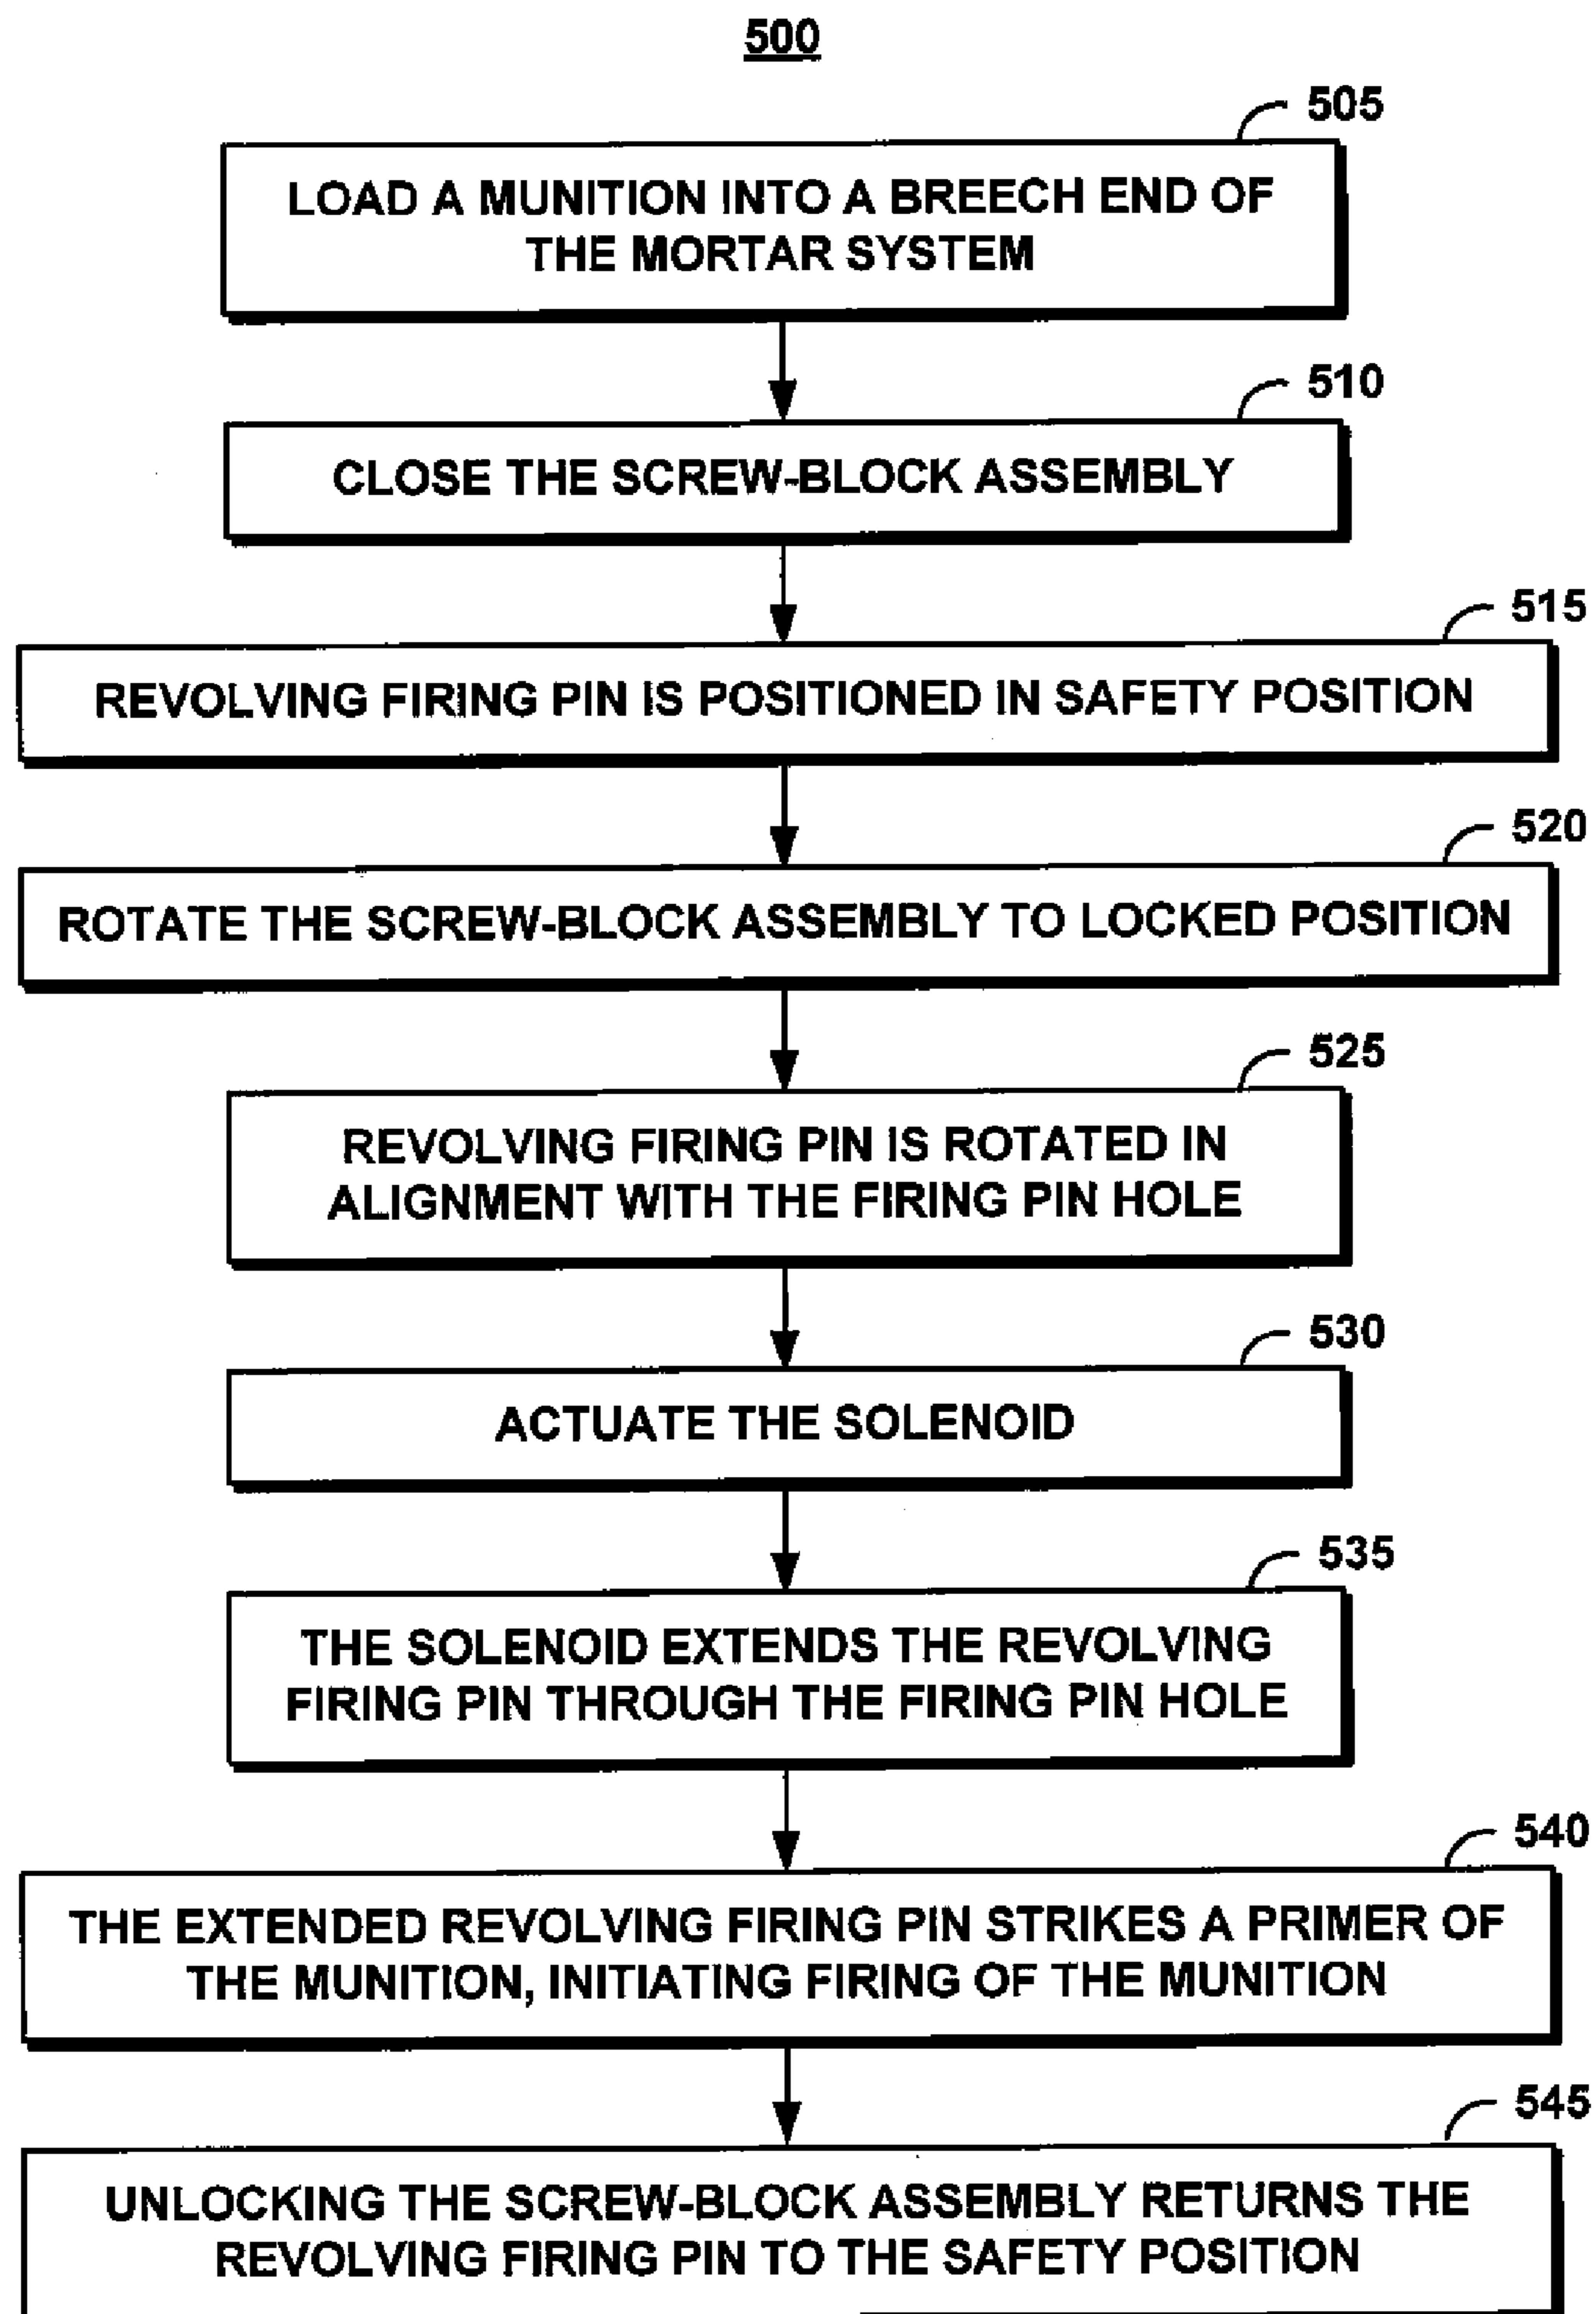 500
505
LOAD A MUNITION INTO A BREECH END OF
THE MORTAR SYSTEM
510
CLOSE THE SCREW-BLOCK ASSEMBLY
515
REVOLVING FIRING PIN IS POSITIONED IN SAFETY POSITION
520
ROTATE THE SCREW-BLOCK ASSEMBLY TO LOCKED POSITION
525
REVOLVING FIRING PIN IS ROTATED IN
ALIGNMENT WITH THE FIRING PIN HOLE
530
ACTUATE THE SOLENOID
535
THE SOLENOID EXTENDS THE REVOLVING
FIRING PIN THROUGH THE FIRING PIN HOLE
540
THE EXTENDED REVOLVING FIRING PIN STRIKES A PRIMER OF
THE MUNITION, INITIATING FIRING OF THE MUNITION
545
UNLOCKING THE SCREW-BLOCK ASSEMBLY RETURNS THE
REVOLVING FIRING PIN TO THE SAFETY POSITION